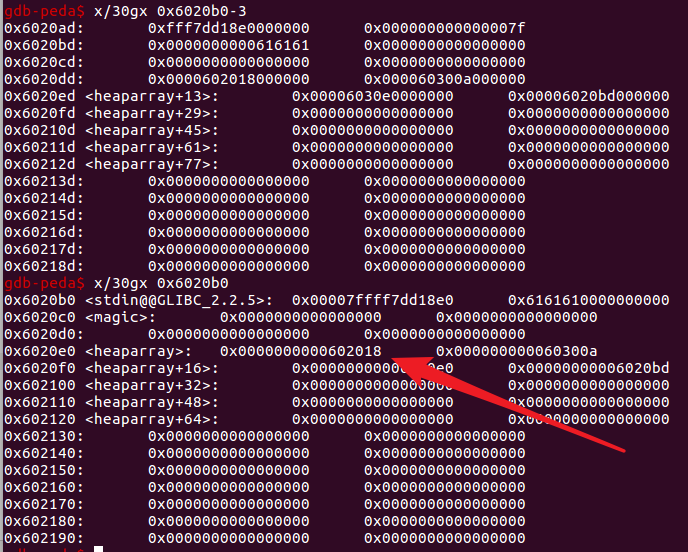 gdb-peda$ x/30gx 0x6020b0-3
0x6020ad: 0xfff7dd18e0000000 0x000000000000007f
0x6020bd: 0x0000000000616161 0x0000000000000000
0x6020cd: 0x0000000000000000 0x0000000000000000
0x6020dd: 0x0000602018000000 0x000060300a000000
0x6020ed <heaparray+13>: 0x00006030e0000000 0x00006020bd000000
0x6020fd <heaparray+29>: 0x0000000000000000 0x0000000000000000
0x60210d <heaparray+45>: 0x0000000000000000 0x0000000000000000
0x60211d <heaparray+61>: 0x0000000000000000 0x0000000000000000
0x60212d <heaparray+77>: 0x0000000000000000 0x0000000000000000
0x60213d: 0x0000000000000000 0x0000000000000000
0x60214d: 0x0000000000000000 0x0000000000000000
0x60215d: 0x0000000000000000 0x0000000000000000
0x60216d: 0x0000000000000000 0x0000000000000000
0x60217d: 0x0000000000000000 0x0000000000000000
0x60218d: 0x0000000000000000 0x0000000000000000
gdb-peda$ x/30gx 0x6020b0
0x6020b0 <stdin@@GLIBC_2.2.5>: 0x00007ffff7dd18e0 0x6161610000000000
0x6020c0 <magic>: 0x0000000000000000 0x0000000000000000
0x6020d0: 0x0000000000000000 0x0000000000000000
0x6020e0 <heaparray>: 0x0000000000602018 0x000000000060300a
0x6020f0 <heaparray+16>: 0x00000000006020bd
0x602100 <heaparray+32>: 0x0000000000000000 0x0000000000000000
0x602110 <heaparray+48>: 0x0000000000000000 0x0000000000000000
0x602120 <heaparray+64>: 0x0000000000000000 0x0000000000000000
0x602130: 0x0000000000000000 0x0000000000000000
0x602140: 0x0000000000000000 0x0000000000000000
0x602150: 0x0000000000000000 0x0000000000000000
0x602160: 0x0000000000000000 0x0000000000000000
0x602170: 0x0000000000000000 0x0000000000000000
0x602180: 0x0000000000000000 0x0000000000000000
0x602190: 0x0000000000000000 0x0000000000000000
gdb-peda$